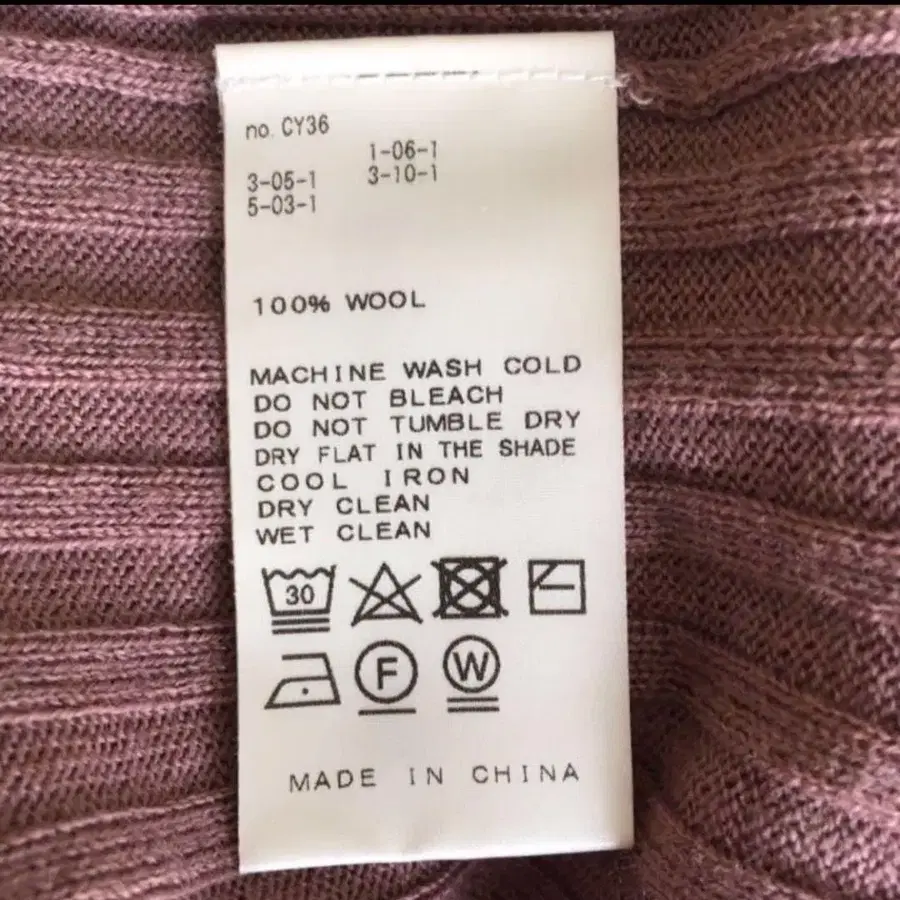 no. CY36
1-06-1
3-05-1 3-10-1
5-03-1
100% WOOL
MACHINE WASH COLD
DO NOT BLEACH
DO NOT TUMBLE DRY
DRY FLAT IN THE SHADE
COOL IRON
DRY CLEAN
WET CLEAN
30
F W
MADE IN CHINA